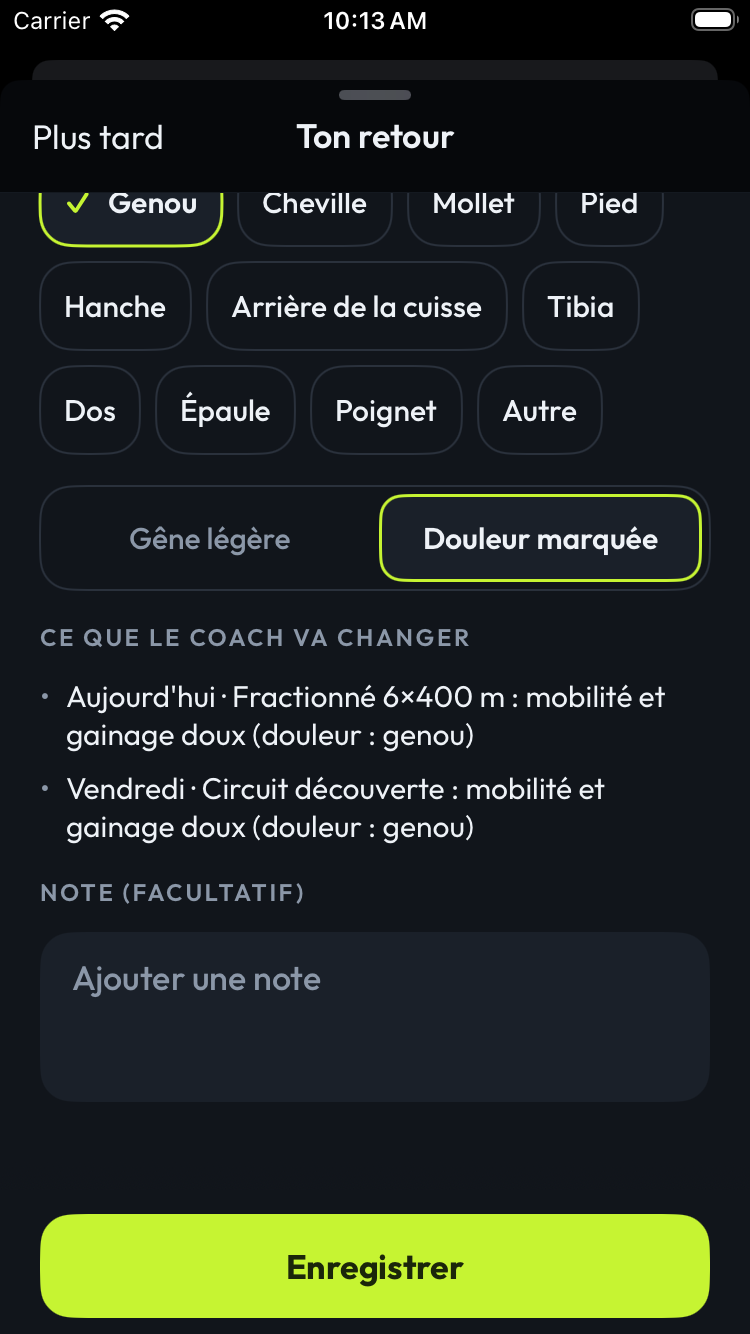 Carrier 10:13 AM
Plus tard Ton retour
Genou Cheville Mollet Pied
Hanche Arrière de la cuisse Tibia
Dos Épaule Poignet Autre
Gêne légère Douleur marquée
CE QUE LE COACH VA CHANGER
• Aujourd'hui · Fractionné 6×400 m : mobilité et
gainage doux (douleur : genou)
• Vendredi · Circuit découverte : mobilité et
gainage doux (douleur : genou)
NOTE (FACULTATIF)
Ajouter une note
Enregistrer